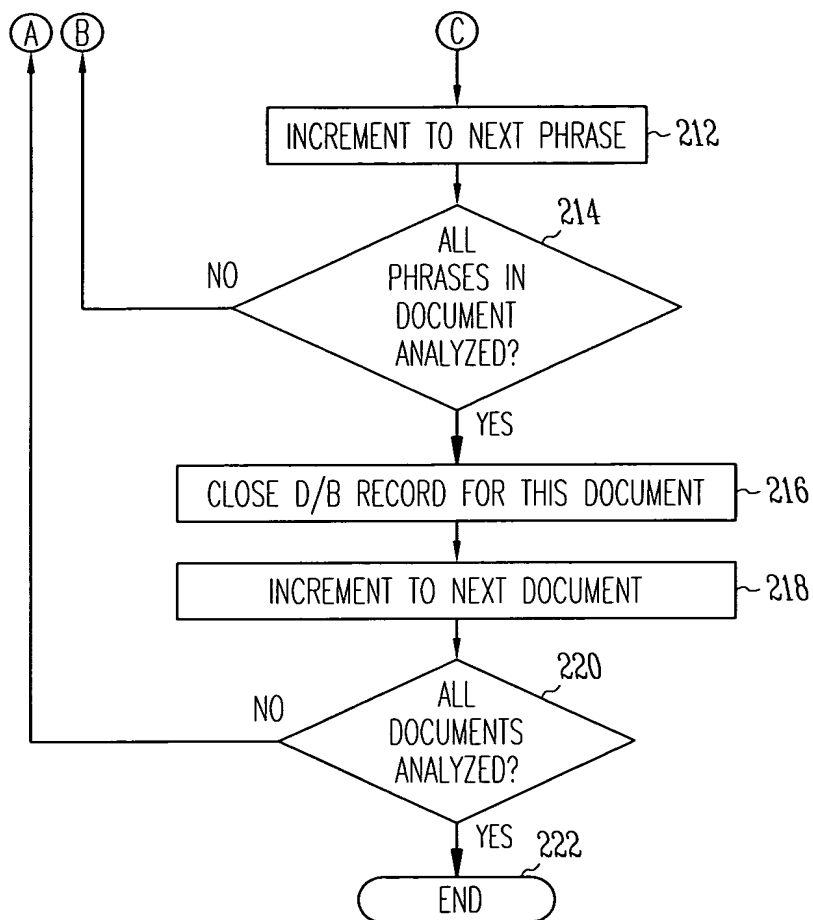 A B C
INCREMENT TO NEXT PHRASE 212
214
ALL
PHRASES IN
DOCUMENT
ANALYZED?
NO
YES
CLOSE D/B RECORD FOR THIS DOCUMENT 216
INCREMENT TO NEXT DOCUMENT 218
220
ALL
DOCUMENTS
ANALYZED?
NO
YES
222
END